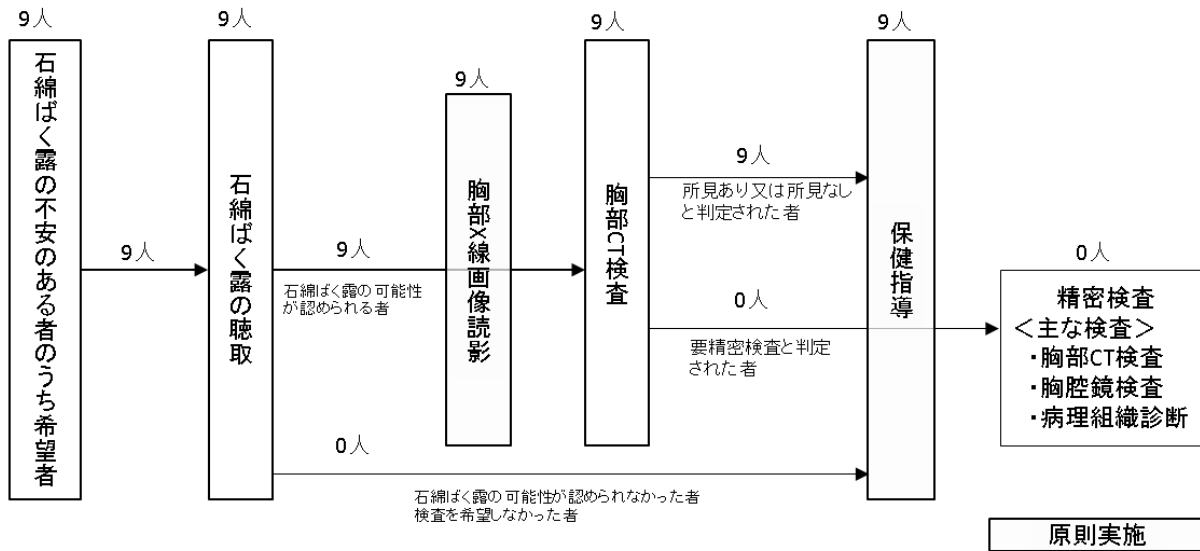 9人
石綿ばく露の不安のある者のうち希望者
9人
9人
石綿ばく露の聴取
9人
石綿ばく露の可能性
が認められる者
0人
石綿ばく露の可能性が認められなかった者
検査を希望しなかった者
9人
胸部X線画像読影
9人
胸部CT検査
9人
所見あり又は所見なし
と判定された者
0人
要精密検査と判定
された者
9人
保健指導
0人
精密検査
＜主な検査＞
・胸部CT検査
・胸腔鏡検査
・病理組織診断
原則実施